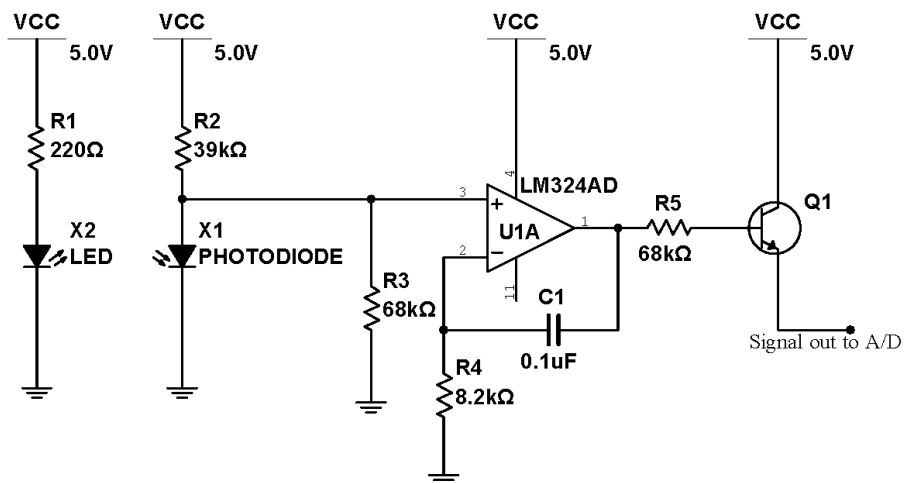 VCC
5.0V
VCC
5.0V
VCC
5.0V
VCC
5.0V
R1
220Ω
R2
39kΩ
X2
LED
X1
PHOTODIODE
R3
68kΩ
4
LM324AD
3
U1A
1
2
11
R5
68kΩ
Q1
C1
0.1uF
R4
8.2kΩ
Signal out to A/D